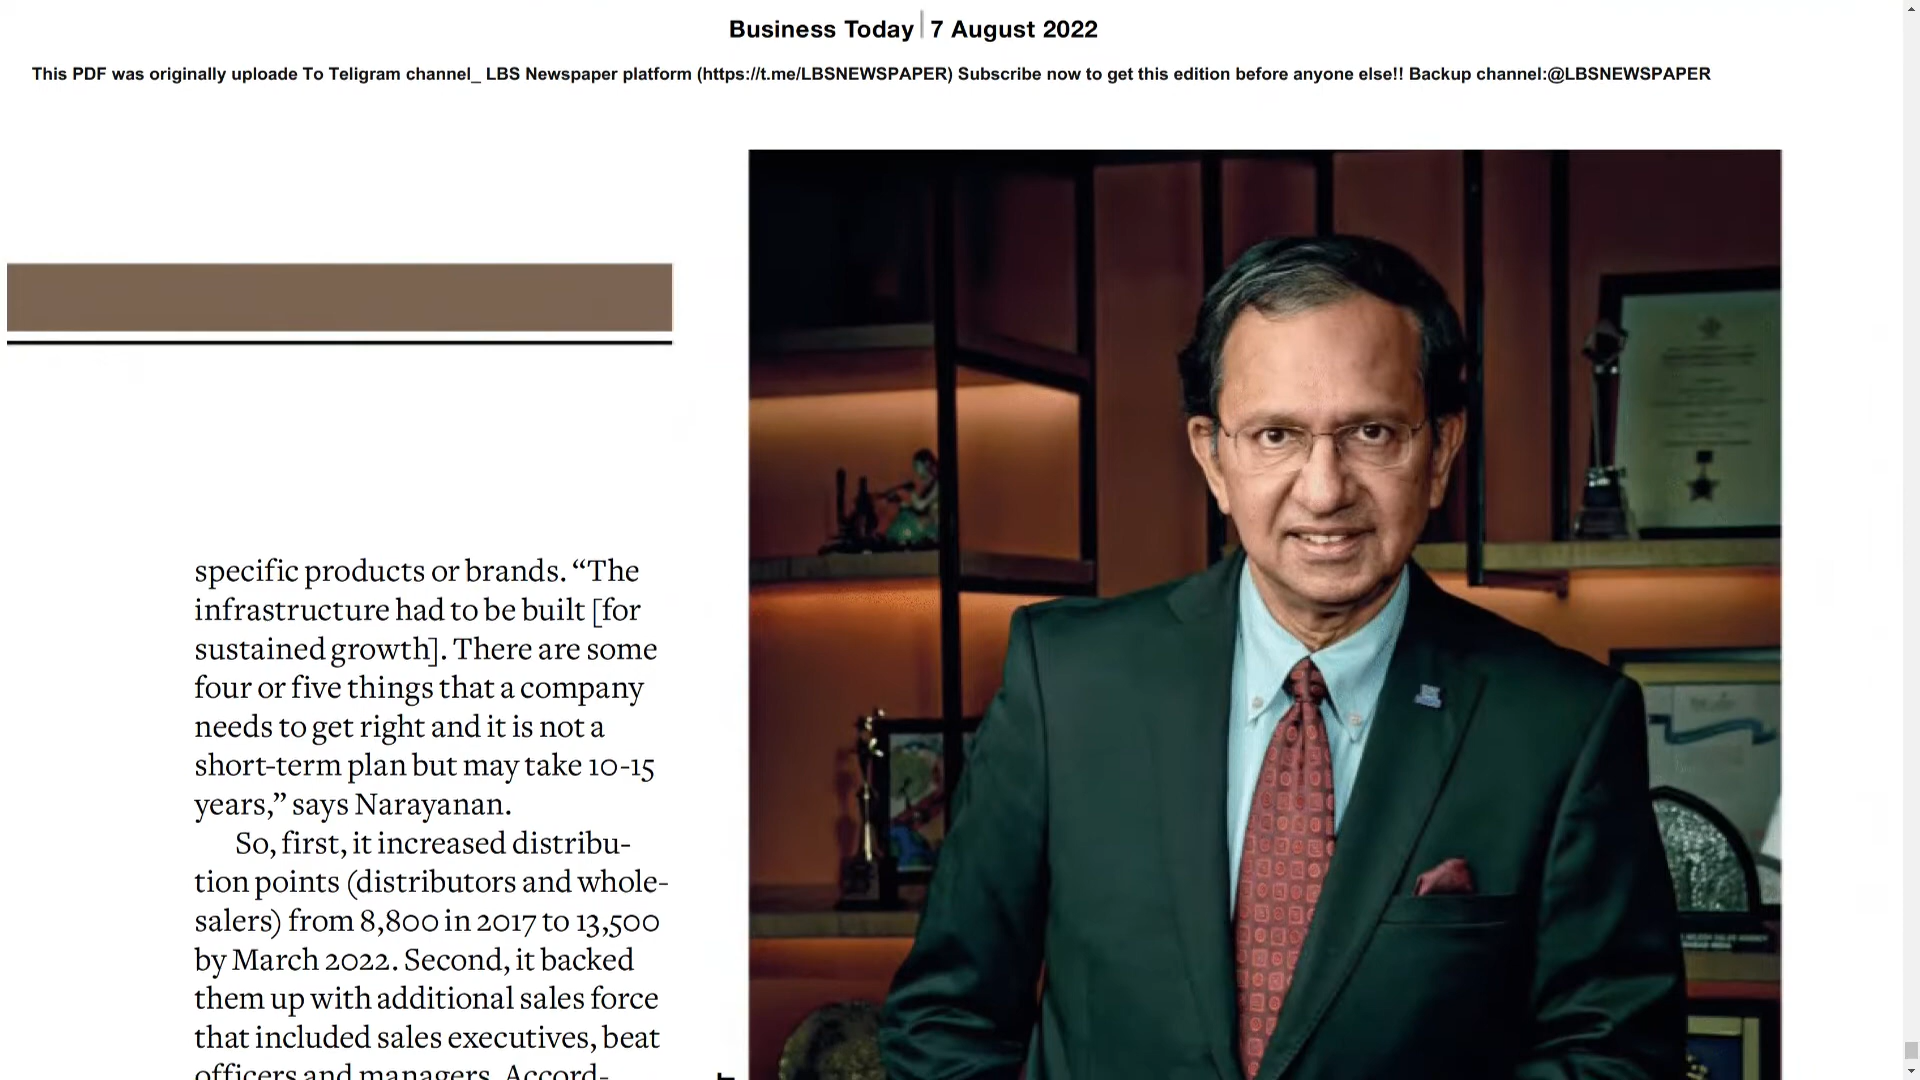 Business Today | 7 August 2022
This PDF was originally uploade To Teligram channel_ LBS Newspaper platform (https://t.me/LBSNEWSPAPER) Subscribe now to get this edition before anyone else!! Backup channel:@LBSNEWSPAPER
specific products or brands. “The
infrastructure had to be built [for
sustained growth]. There are some
four or five things that a company
needs to get right and it is not a
short-term plan but may take 10-15
years,” says Narayanan.
So, first, it increased distribu-
tion points (distributors and whole-
salers) from 8,800 in 2017 to 13,500
by March 2022. Second, it backed
them up with additional sales force
that included sales executives, beat
officers and managers. Accord-